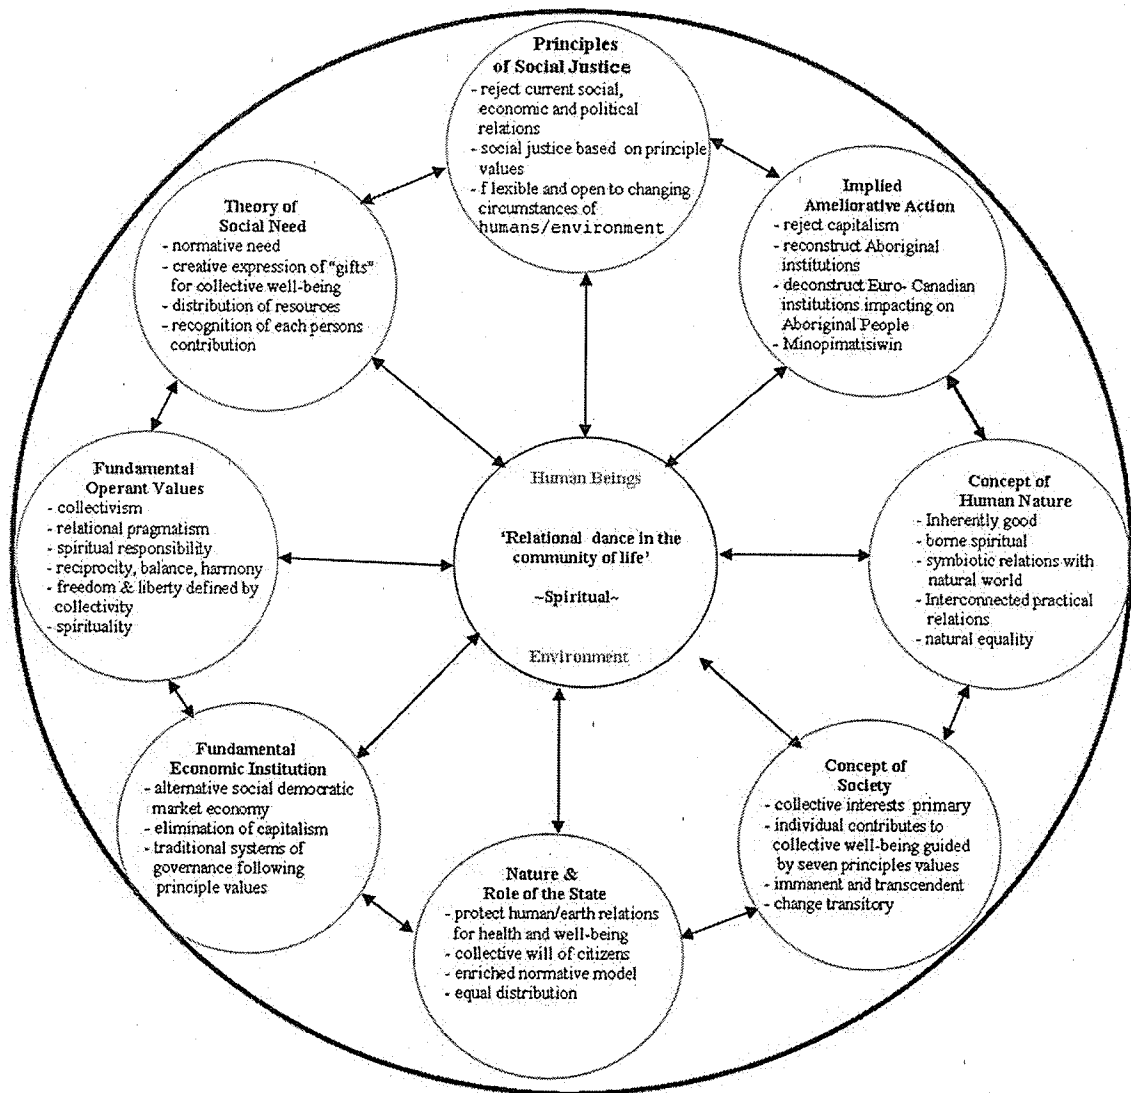 Principles
of Social Justice
- reject current social,
economic and political
relations
- social justice based on principle
values
- flexible and open to changing
circumstances of
humans/environment
Implied
Ameliorative Action
- reject capitalism
- reconstruct Aboriginal
institutions
- deconstruct Euro- Canadian
institutions impacting on
Aboriginal People
- Minopimatisiwin
Concept of
Human Nature
- Inherently good
- borne spiritual
- symbiotic relations with
natural world
- Interconnected practical
relations
- natural equality
Concept of
Society
- collective interests primary
- individual contributes to
collective well-being guided
by seven principles values
- immanent and transcendent
- change transitory
Nature &
Role of the State
- protect human/earth relations
for health and well-being
- collective will of citizens
- enriched normative model
- equal distribution
Fundamental
Economic Institution
- alternative social democratic
market economy
- elimination of capitalism
- traditional systems of
governance following
principle values
Fundamental
Operant Values
- collectivism
- relational pragmatism
- spiritual responsibility
- reciprocity, balance, harmony
- freedom & liberty defined by
collectivity
- spirituality
Theory of
Social Need
- normative need
- creative expression of "gifts"
for collective well-being
- distribution of resources
- recognition of each persons
contribution
Human Beings
'Relational dance in the
community of life'
~Spiritual~
Environment